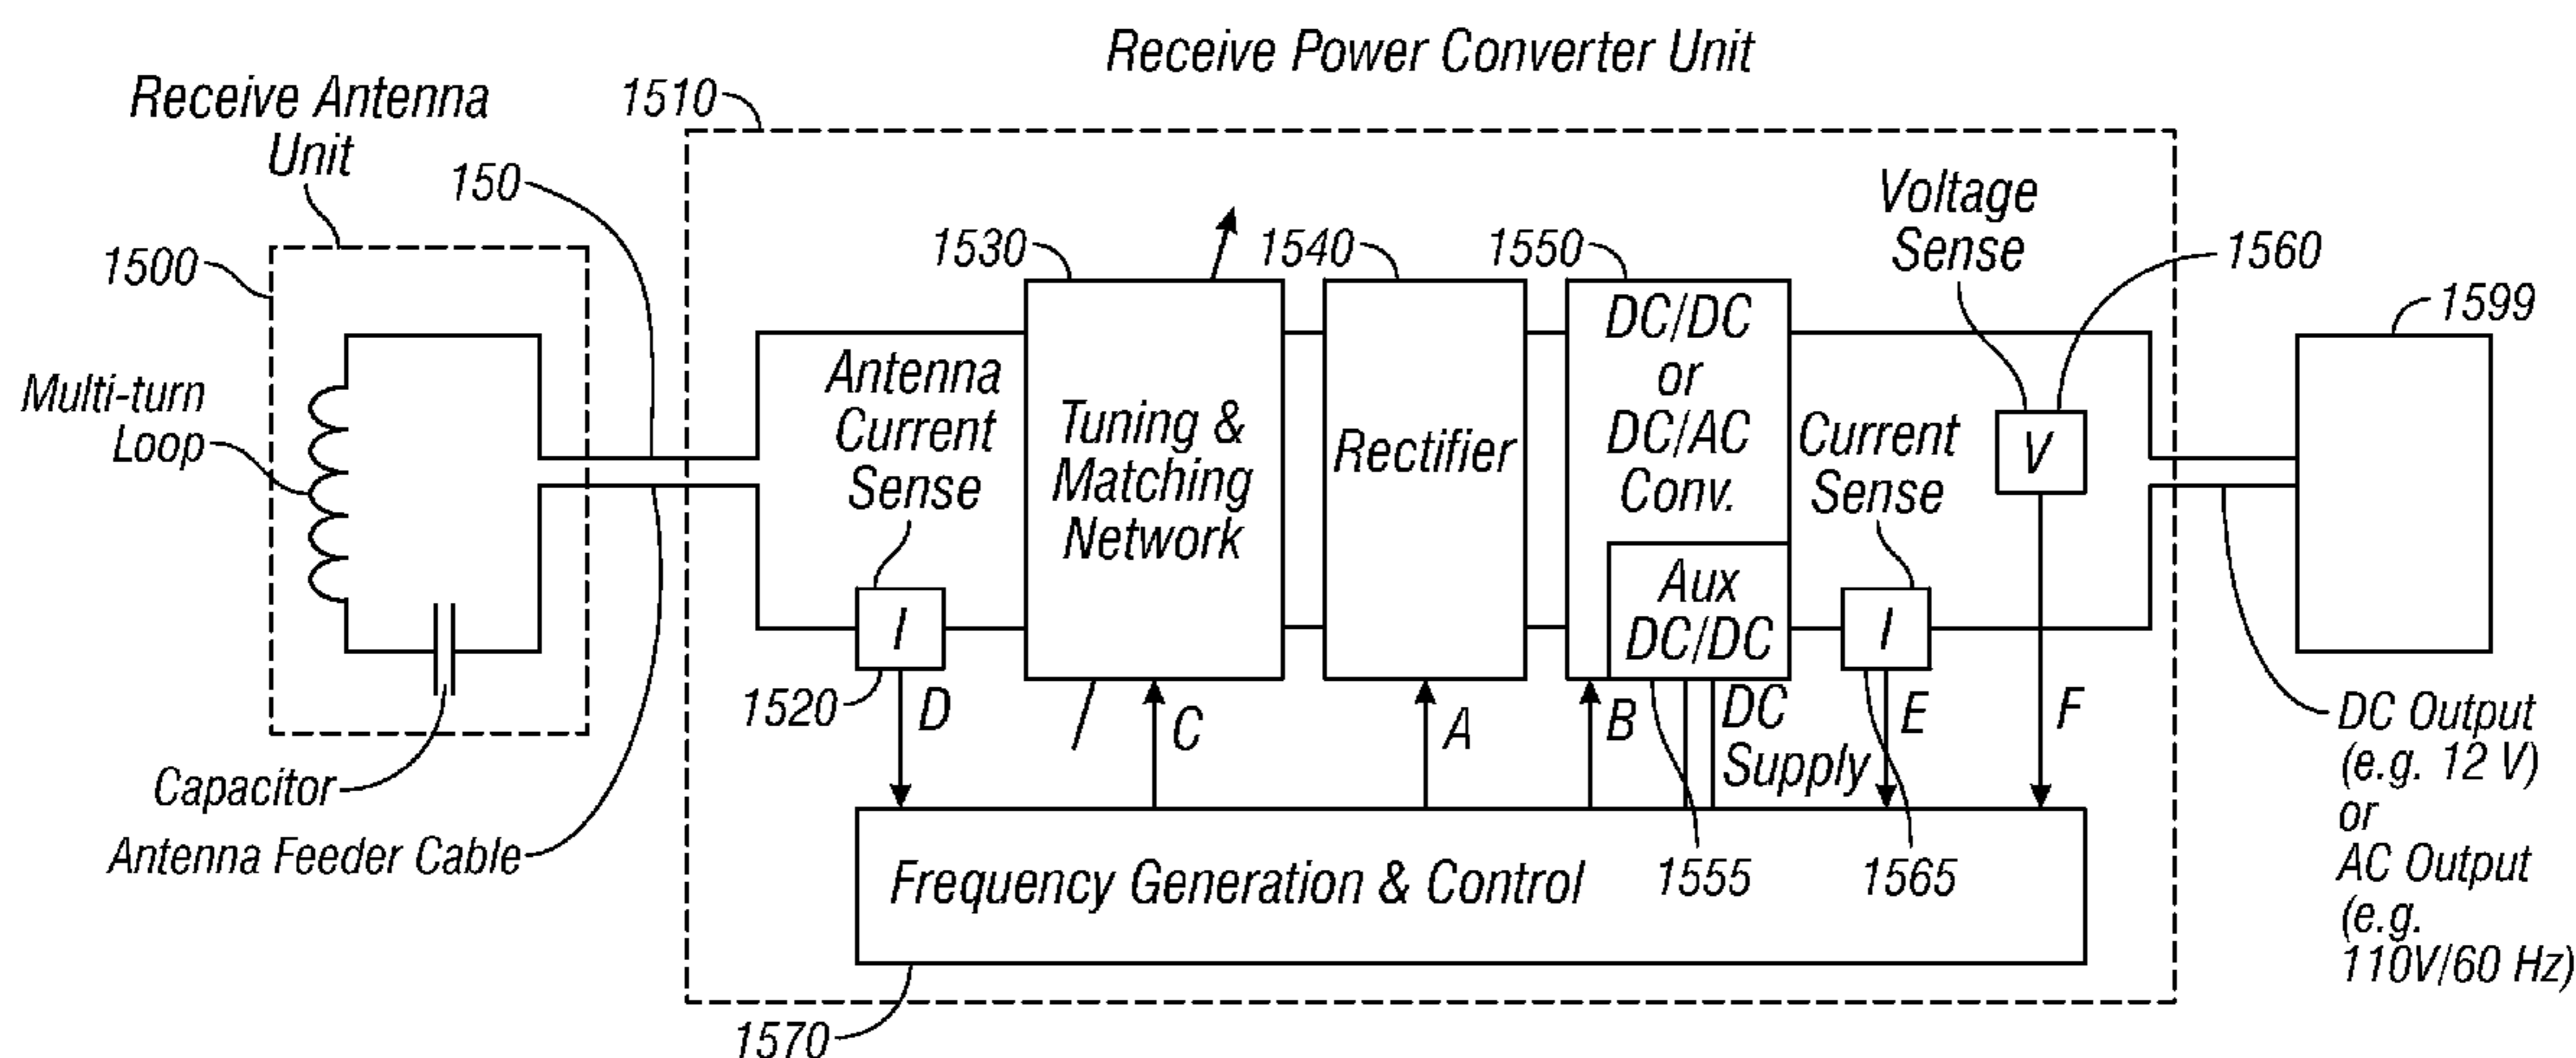 Receive Power Converter Unit
Receive Antenna
Unit
1510
150
1500
Multi-turn
Loop
Capacitor
Antenna Feeder Cable
Antenna
Current
Sense
I
1520
D
1530
Tuning &
Matching
Network
C
1540
Rectifier
A
1550
DC/DC
or
DC/AC
Conv.
Aux
DC/DC
B
DC
Supply
Current
Sense
I
E
Voltage
Sense
1560
V
F
1599
DC Output
(e.g. 12 V)
or
AC Output
(e.g.
110V/60 Hz)
Frequency Generation & Control
1555
1565
1570